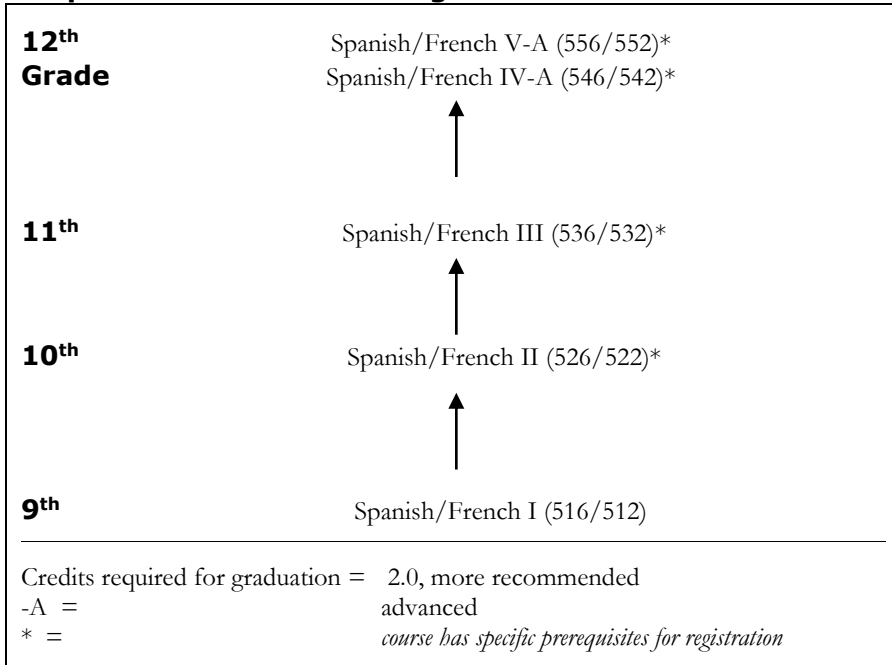 12th Spanish/French V-A (556/552)*
Grade Spanish/French IV-A (546/542)*
11th Spanish/French III (536/532)*
10th Spanish/French II (526/522)*
9th Spanish/French I (516/512)
Credits required for graduation = 2.0, more recommended
-A = advanced
* = course has specific prerequisites for registration